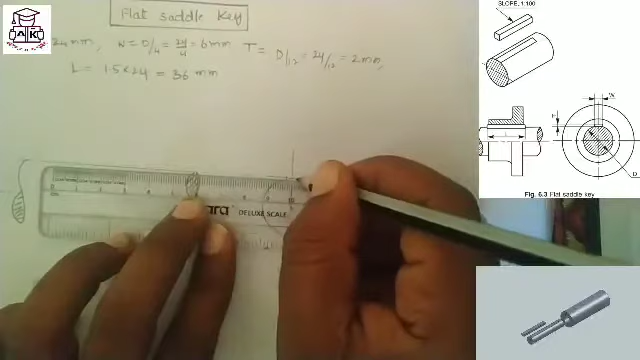 Flat saddle Key
24mm, W = D/4 = 24/4 = 6mm T = D/12 = 24/12 = 2mm,
L = 1.5 × 24 = 36 mm
DELUXE SCALE
SLOPE, 1:100
W
T
L
D
Fig. 6.3 Flat saddle key
A K